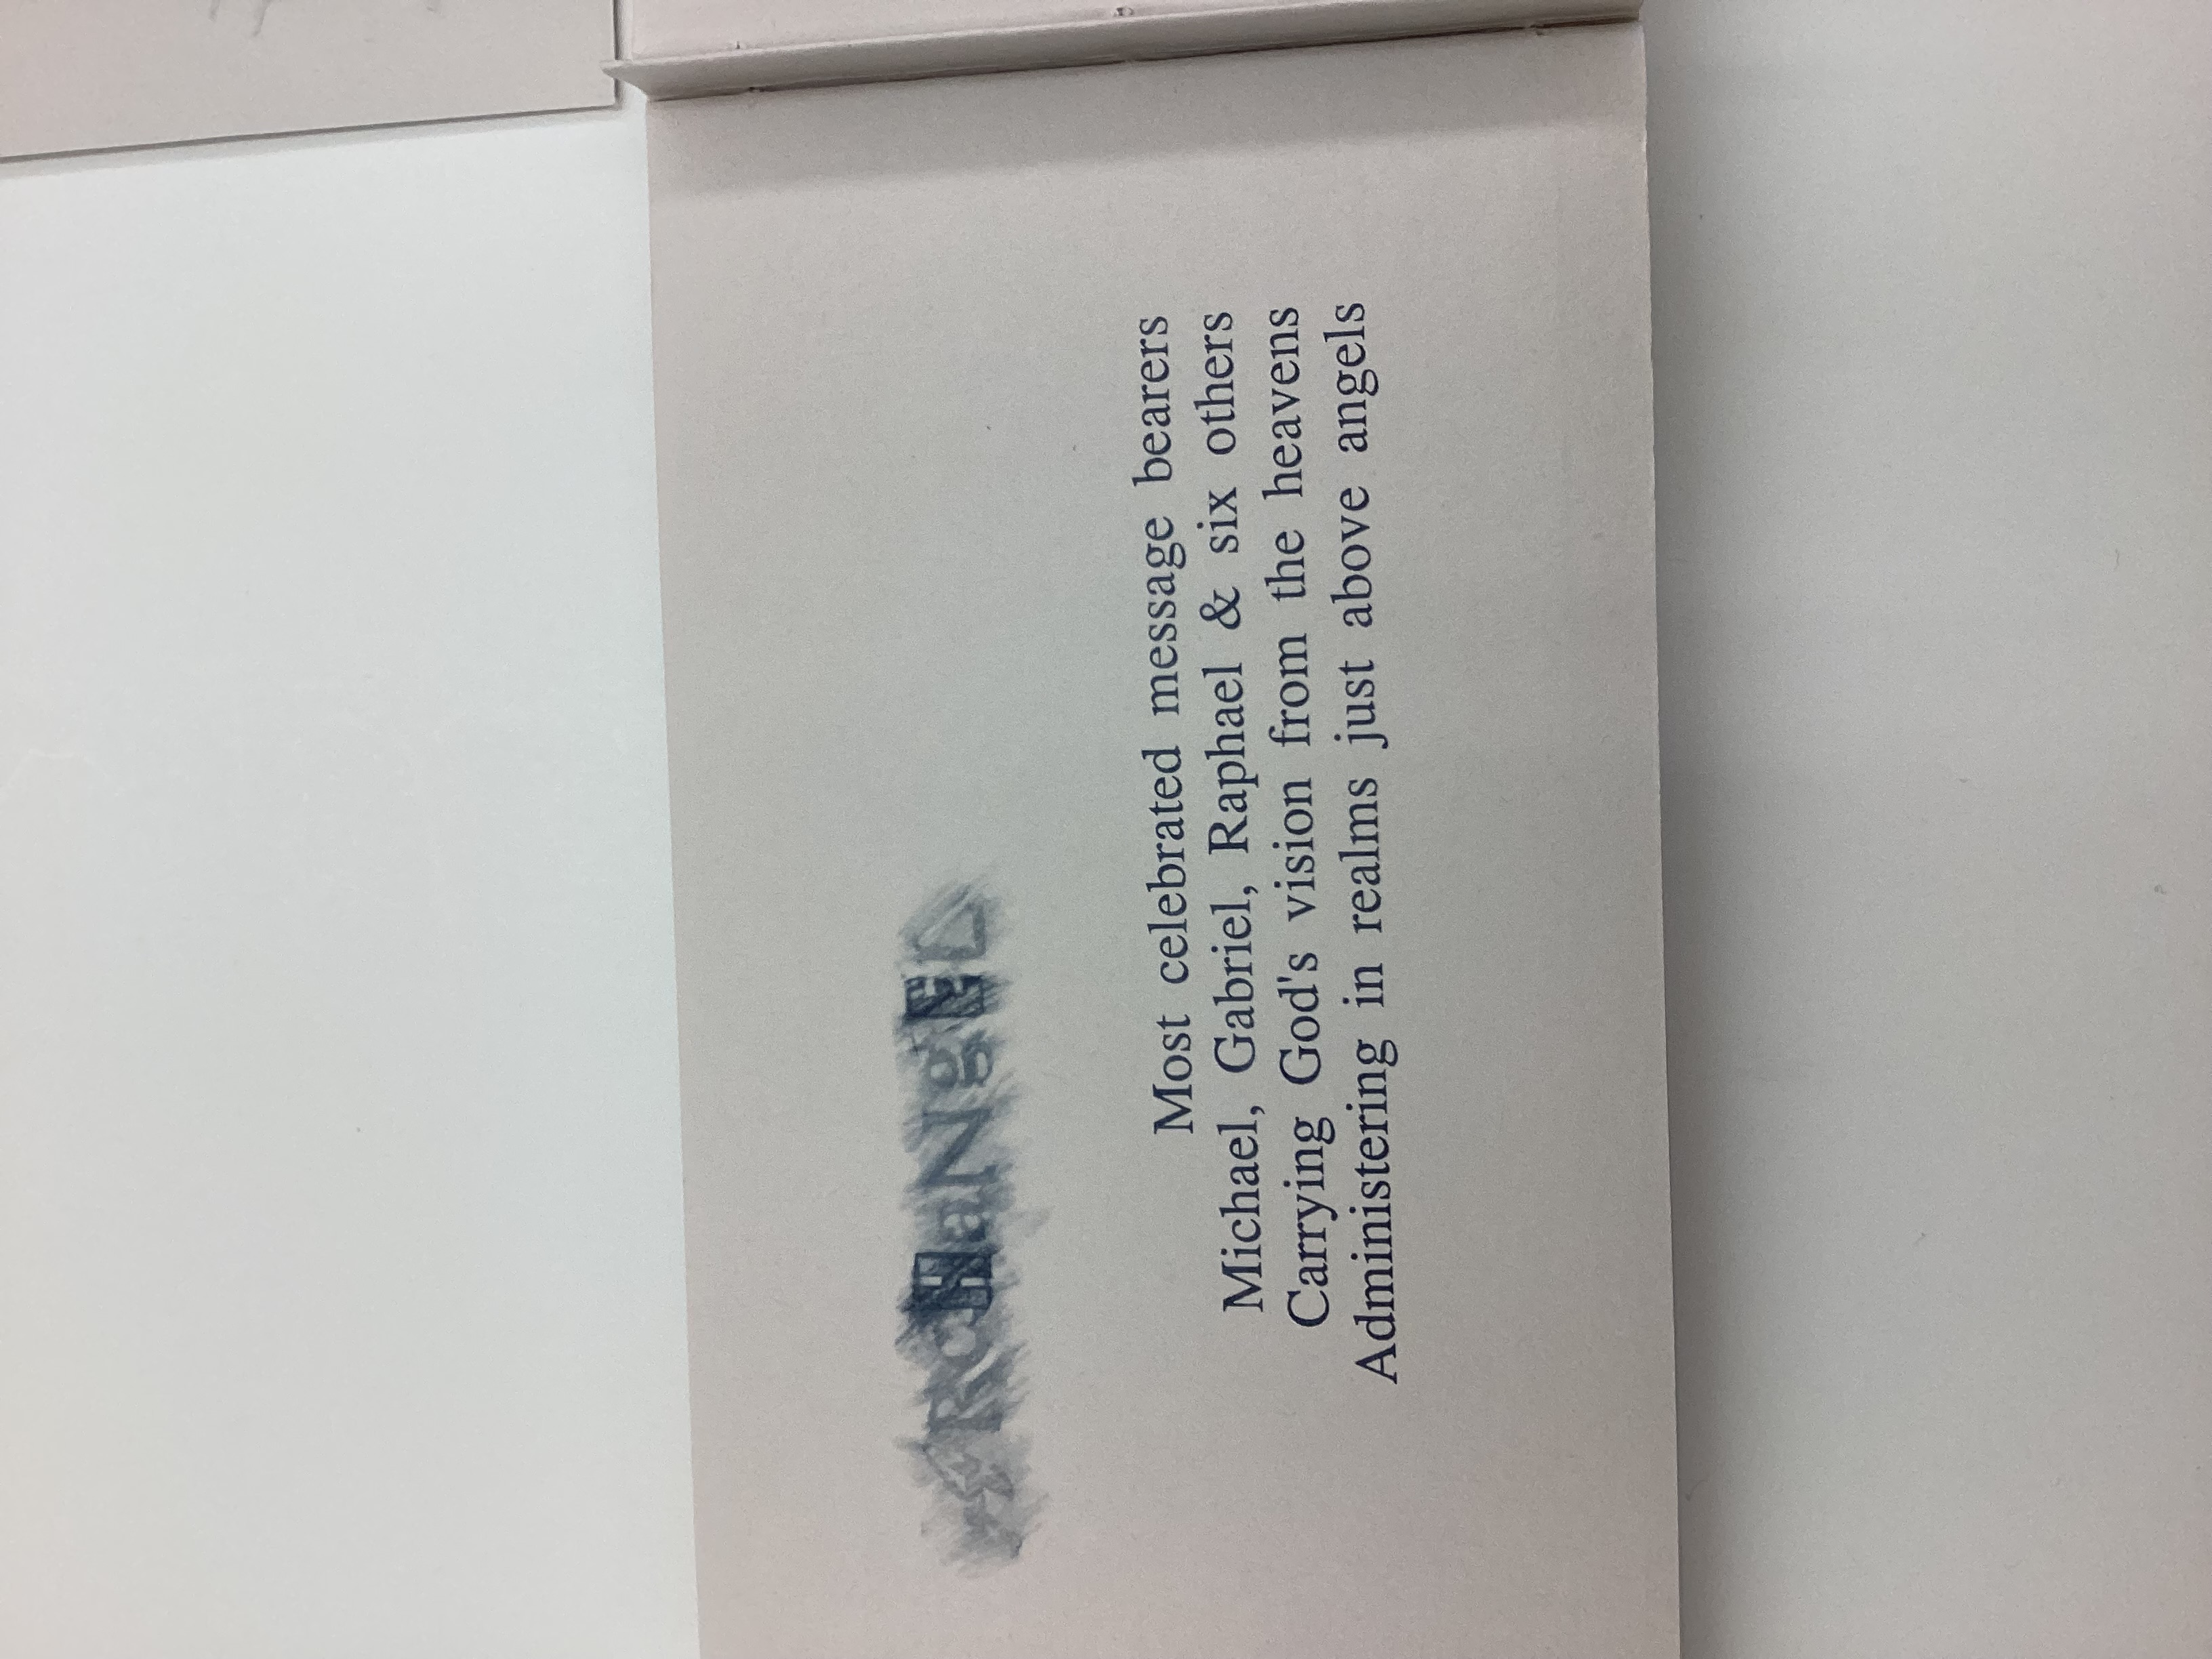 ARcHaNgEL
Most celebrated message bearers
Michael, Gabriel, Raphael & six others
Carrying God's vision from the heavens
Administering in realms just above angels